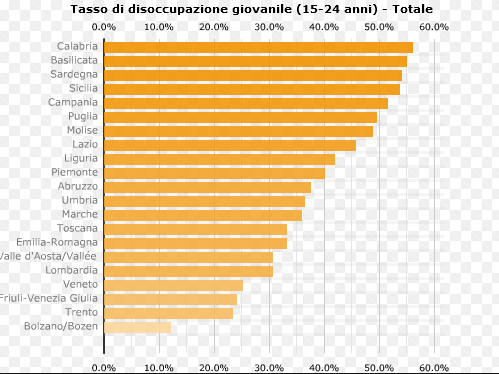 Tasso di disoccupazione giovanile (15-24 anni) - Totale
0.0% 10.0% 20.0% 30.0% 40.0% 50.0% 60.0%
Calabria
Basilicata
Sardegna
Sicilia
Campania
Puglia
Molise
Lazio
Liguria
Piemonte
Abruzzo
Umbria
Marche
Toscana
Emilia-Romagna
Valle d'Aosta/Vallée
Lombardia
Veneto
Friuli-Venezia Giulia
Trento
Bolzano/Bozen
0.0% 10.0% 20.0% 30.0% 40.0% 50.0% 60.0%